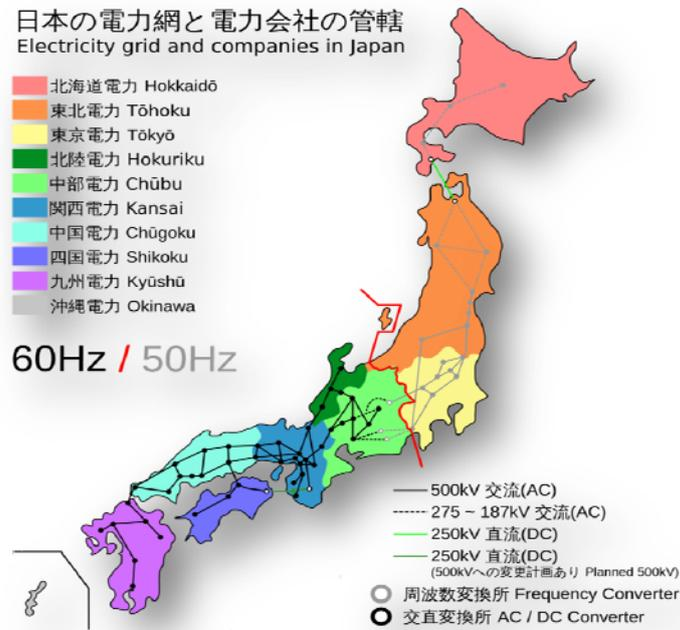 日本の電力網と電力会社の管轄
Electricity grid and companies in Japan
北海道電力 Hokkaidō
東北電力 Tōhoku
東京電力 Tōkyō
北陸電力 Hokuriku
中部電力 Chūbu
関西電力 Kansai
中国電力 Chūgoku
四国電力 Shikoku
九州電力 Kyūshū
沖縄電力 Okinawa
60Hz / 50Hz
500kV 交流(AC)
275 ~ 187kV 交流(AC)
250kV 直流(DC)
250kV 直流(DC)
(500kVへの変更計画あり Planned 500kV)
周波数変換所 Frequency Converter
交直変換所 AC / DC Converter